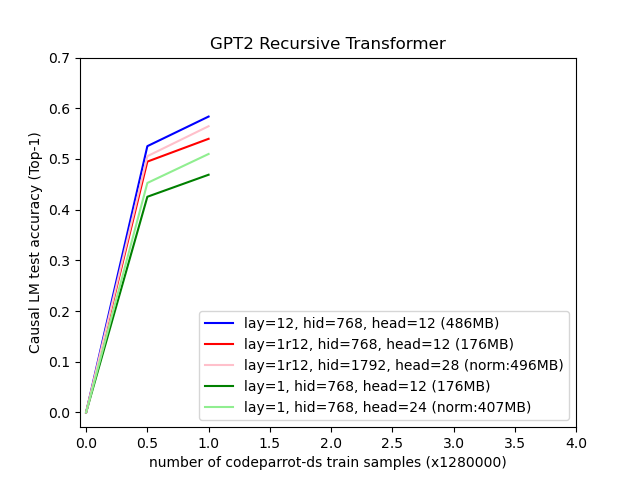 GPT2 Recursive Transformer
0.7
0.6
0.5
0.4
0.3
0.2
0.1
0.0
Causal LM test accuracy (Top-1)
lay=12, hid=768, head=12 (486MB)
lay=1r12, hid=768, head=12 (176MB)
lay=1r12, hid=1792, head=28 (norm:496MB)
lay=1, hid=768, head=12 (176MB)
lay=1, hid=768, head=24 (norm:407MB)
0.0 0.5 1.0 1.5 2.0 2.5 3.0 3.5 4.0
number of codeparrot-ds train samples (x1280000)